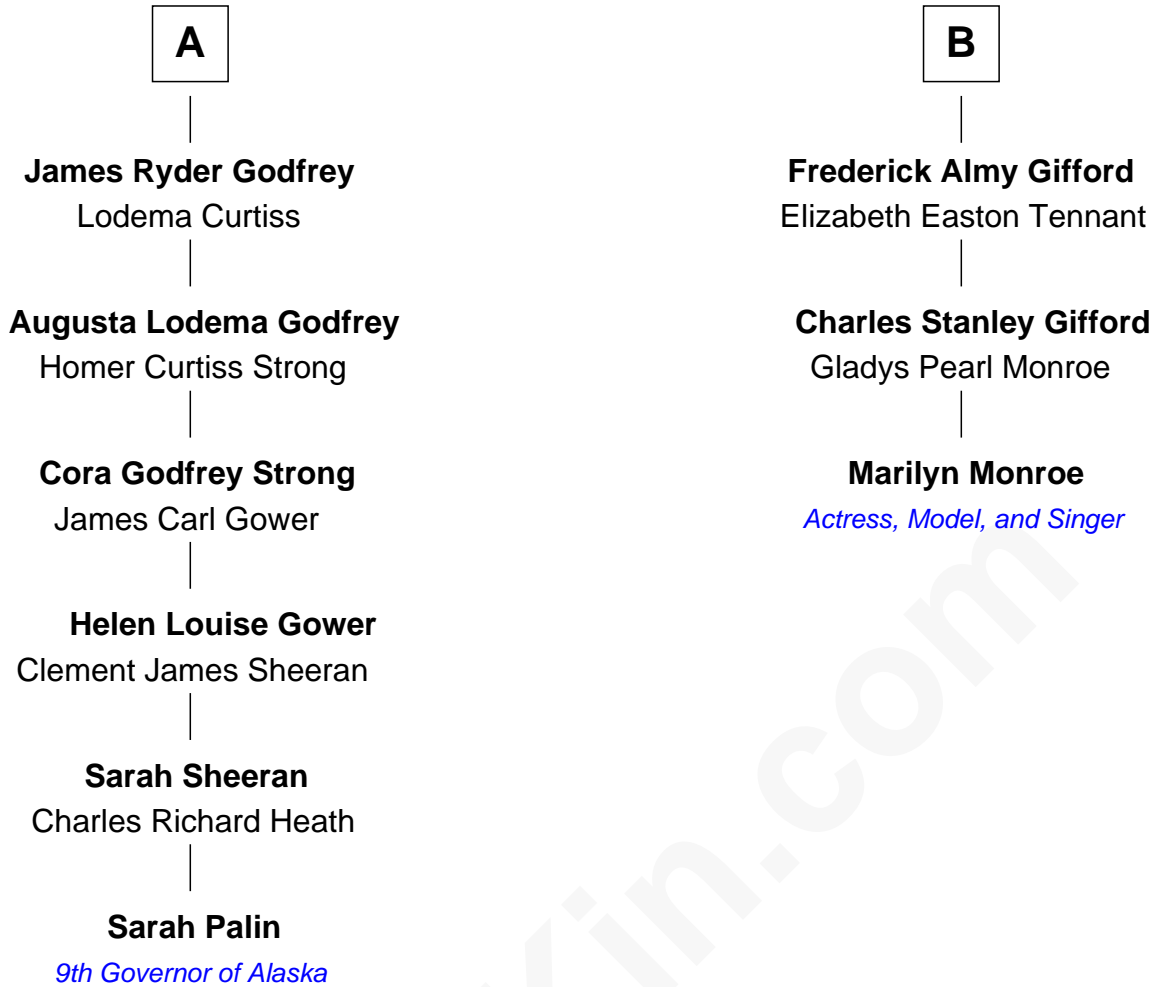 A
James Ryder Godfrey
Lodema Curtiss
Augusta Lodema Godfrey
Homer Curtiss Strong
Cora Godfrey Strong
James Carl Gower
Helen Louise Gower
Clement James Sheeran
Sarah Sheeran
Charles Richard Heath
Sarah Palin
9th Governor of Alaska
B
Frederick Almy Gifford
Elizabeth Easton Tennant
Charles Stanley Gifford
Gladys Pearl Monroe
Marilyn Monroe
Actress, Model, and Singer
Kin.com